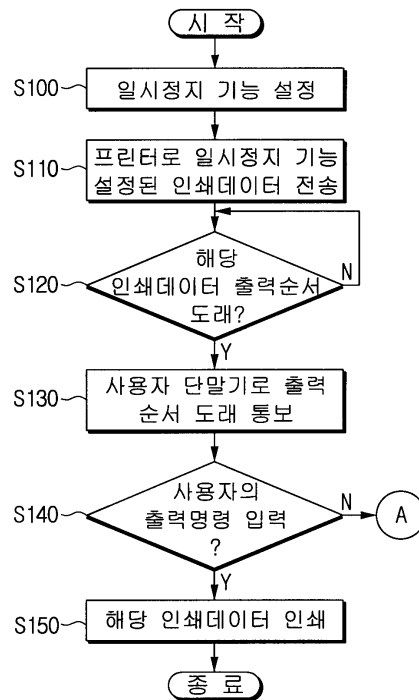 시 작
S100
일시정지 기능 설정
S110
프린터로 일시정지 기능
설정된 인쇄데이터 전송
S120
해당
인쇄데이터 출력순서
도래?
N
Y
S130
사용자 단말기로 출력
순서 도래 통보
S140
사용자의
출력명령 입력
?
N
A
Y
S150
해당 인쇄데이터 인쇄
종 료